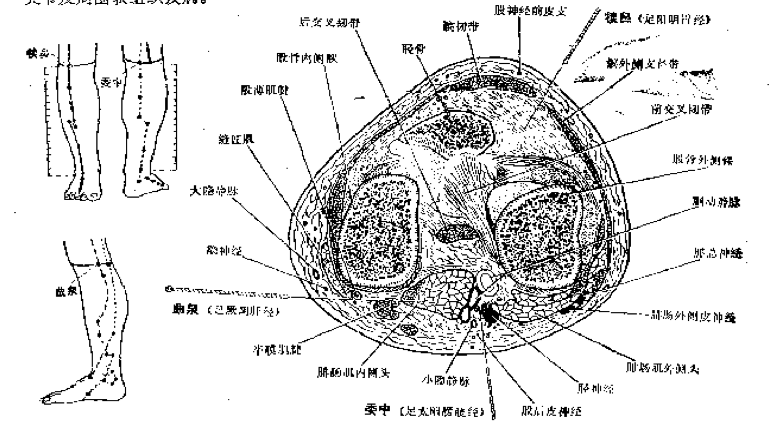 后交叉韧带
髌韧带
股神经前皮支
犊鼻（足阳明胃经）
犊鼻
委中
股骨内侧髁
髌骨
髌外侧支持带
股薄肌腱
前交叉韧带
缝匠肌
股骨外侧髁
大隐静脉
腘动静脉
隐神经
腓总神经
曲泉
曲泉（足厥阴肝经）
腓肠外侧皮神经
半膜肌腱
腓肠肌内侧头
小隐静脉
腓肠肌外侧头
胫神经
委中（足太阳膀胱经）
股后皮神经